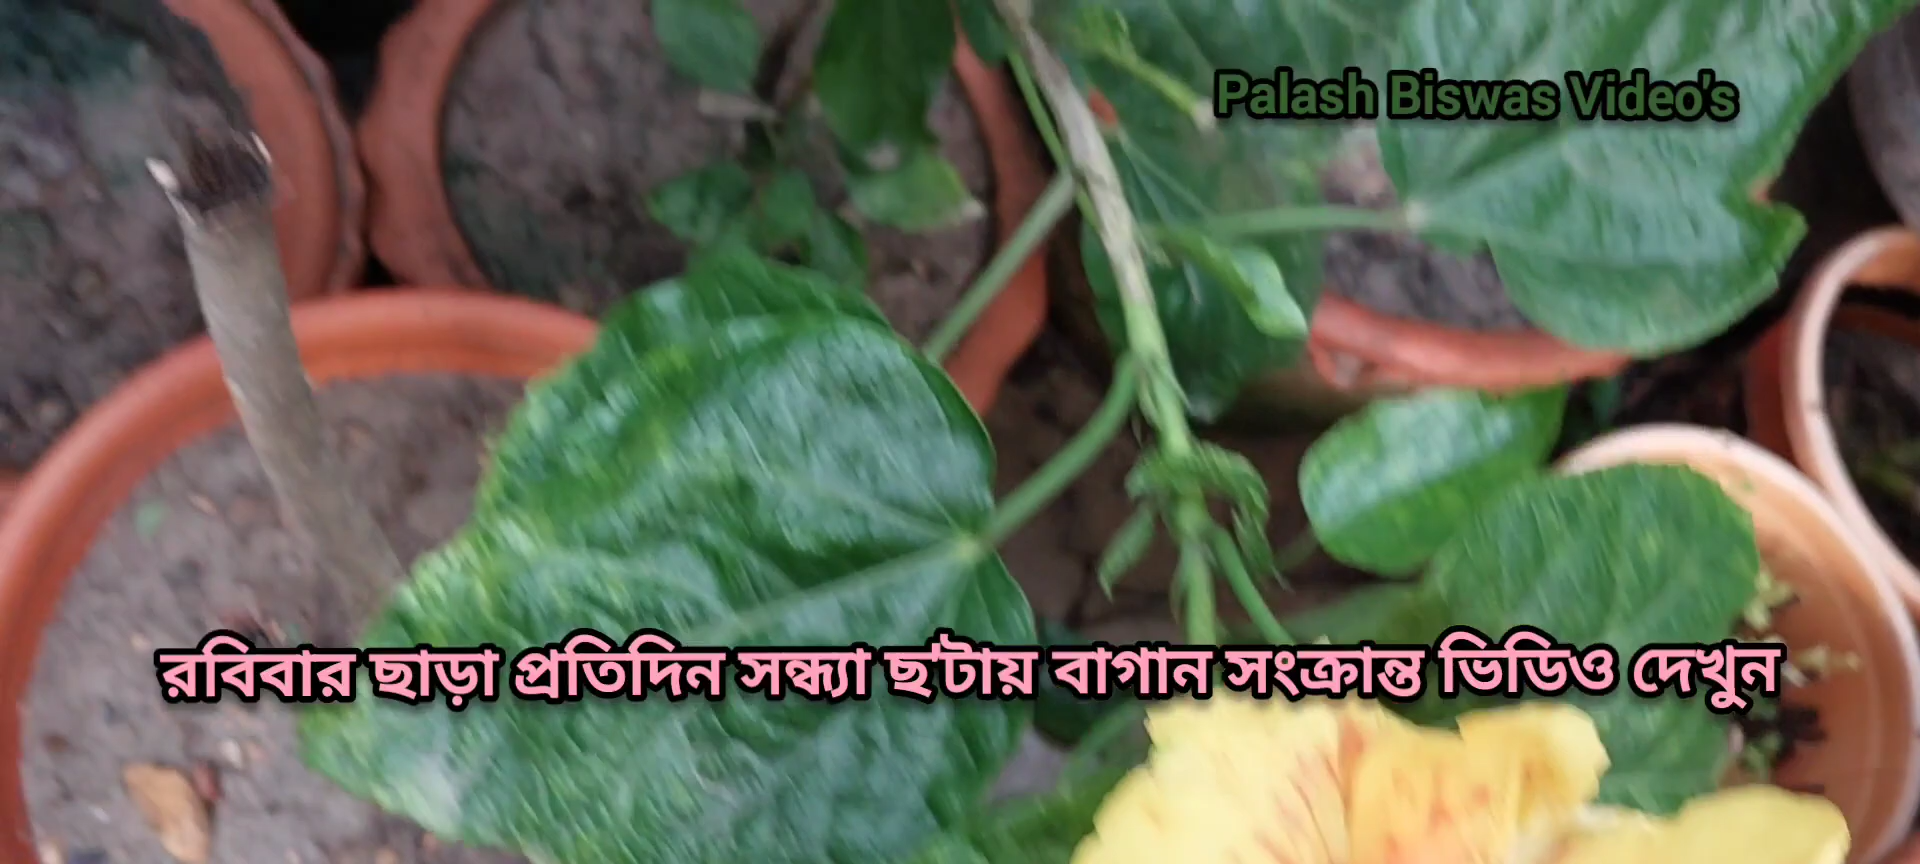 Palash Biswas Video's
রবিবার ছাড়া প্রতিদিন সন্ধ্যা ছ'টায় বাগান সংক্রান্ত ভিডিও দেখুন